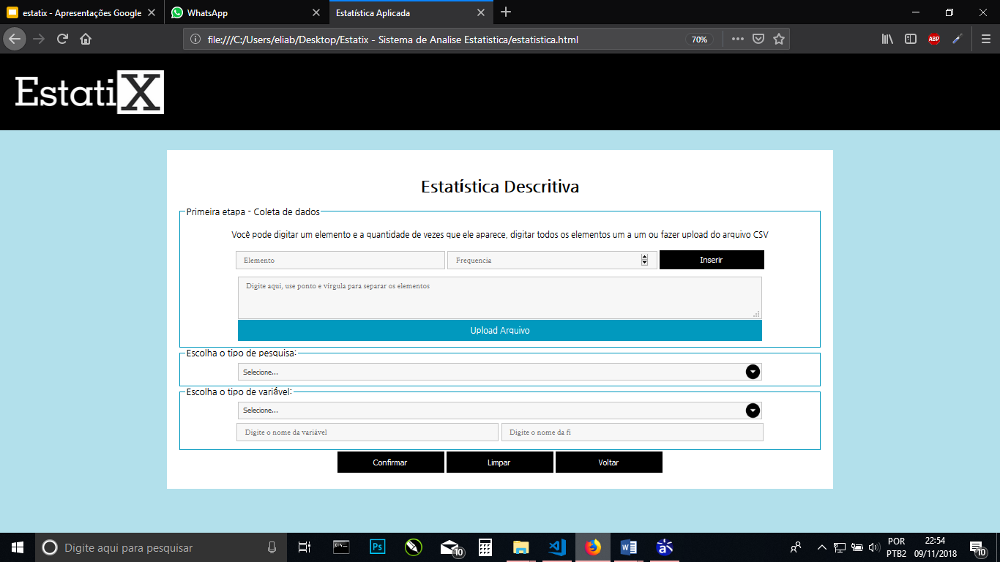 estatix - Apresentações Google
WhatsApp
Estatística Aplicada
file:///C:/Users/eliab/Desktop/Estatix - Sistema de Analise Estatistica/estatistica.html
70%
ABP
EstatiX
Estatística Descritiva
Primeira etapa - Coleta de dados
Você pode digitar um elemento e a quantidade de vezes que ele aparece, digitar todos os elementos um a um ou fazer upload do arquivo CSV
Elemento
Frequencia
Inserir
Digite aqui, use ponto e vírgula para separar os elementos
Upload Arquivo
Escolha o tipo de pesquisa:
Selecione...
Escolha o tipo de variável:
Selecione...
Digite o nome da variável
Digite o nome da fi
Confirmar
Limpar
Voltar
Digite aqui para pesquisar
Ps
10
POR
PTB2
22:54
09/11/2018
10